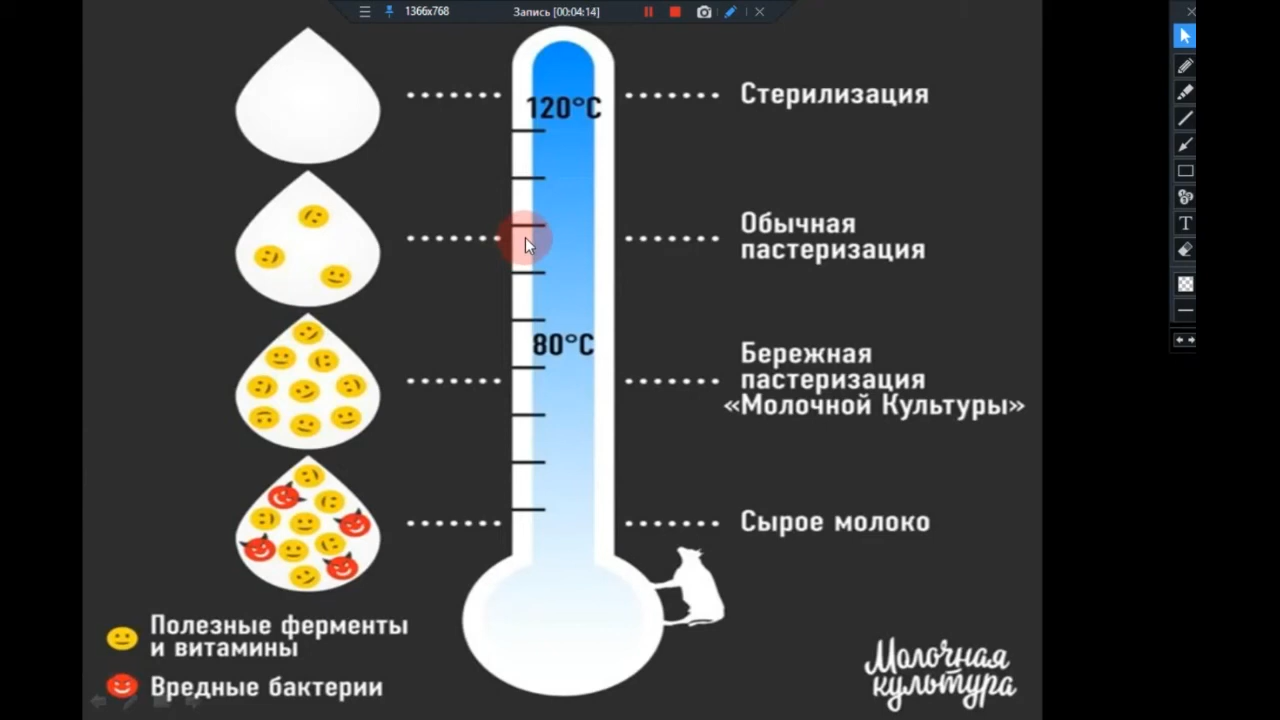 1366x768
Запись [00:04:14]
120°C
Стерилизация
Обычная
пастеризация
80°C
Бережная
пастеризация
«Молочной Культуры»
Сырое молоко
Полезные ферменты
и витамины
Вредные бактерии
Молочная
культура